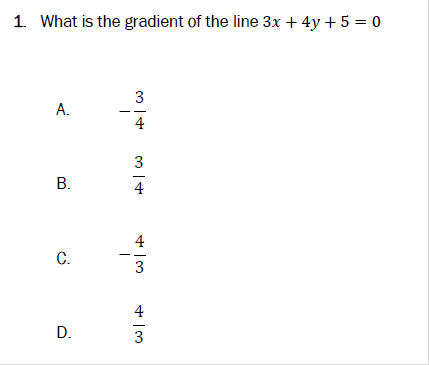 1. What is the gradient of the line 3x + 4y + 5 = 0
A. −3/4
B. 3/4
C. −4/3
D. 4/3